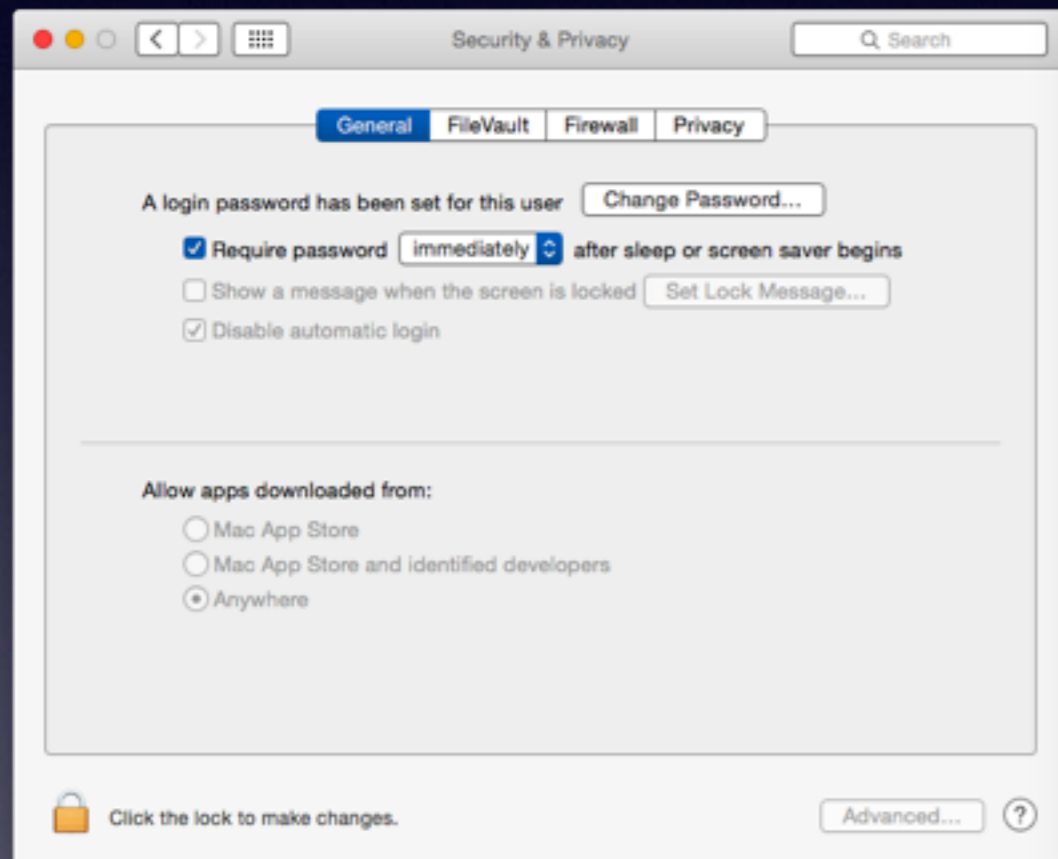 Security & Privacy
Search
General FileVault Firewall Privacy
A login password has been set for this user Change Password...
Require password immediately after sleep or screen saver begins
Show a message when the screen is locked Set Lock Message...
Disable automatic login
Allow apps downloaded from:
Mac App Store
Mac App Store and identified developers
Anywhere
Click the lock to make changes.
Advanced... ?